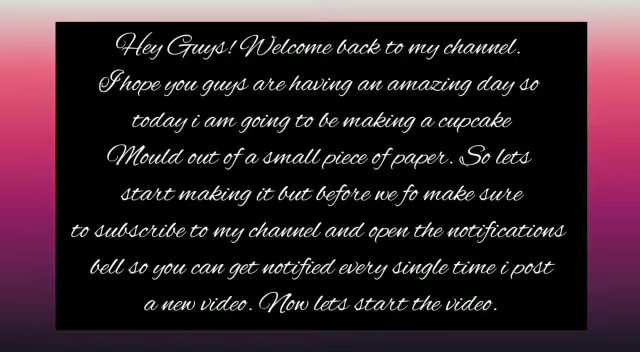 Hey Guys! Welcome back to my channel.
I hope you guys are having an amazing day so
today i am going to be making a cupcake
Mould out of a small piece of paper. So lets
start making it but before we fo make sure
to subscribe to my channel and open the notifications
bell so you can get notified every single time i post
a new video. Now lets start the video.